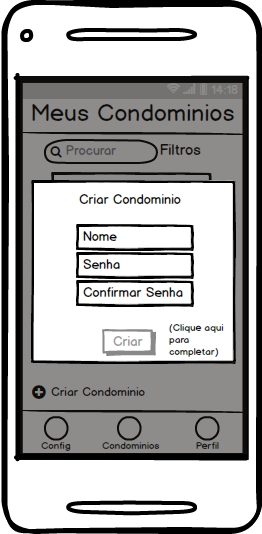 14:18
Meus Condominios
Procurar
Filtros
Criar Condominio
Nome
Senha
Confirmar Senha
Criar
(Clique aqui
para
completar)
Criar Condominio
Config
Condominios
Perfil